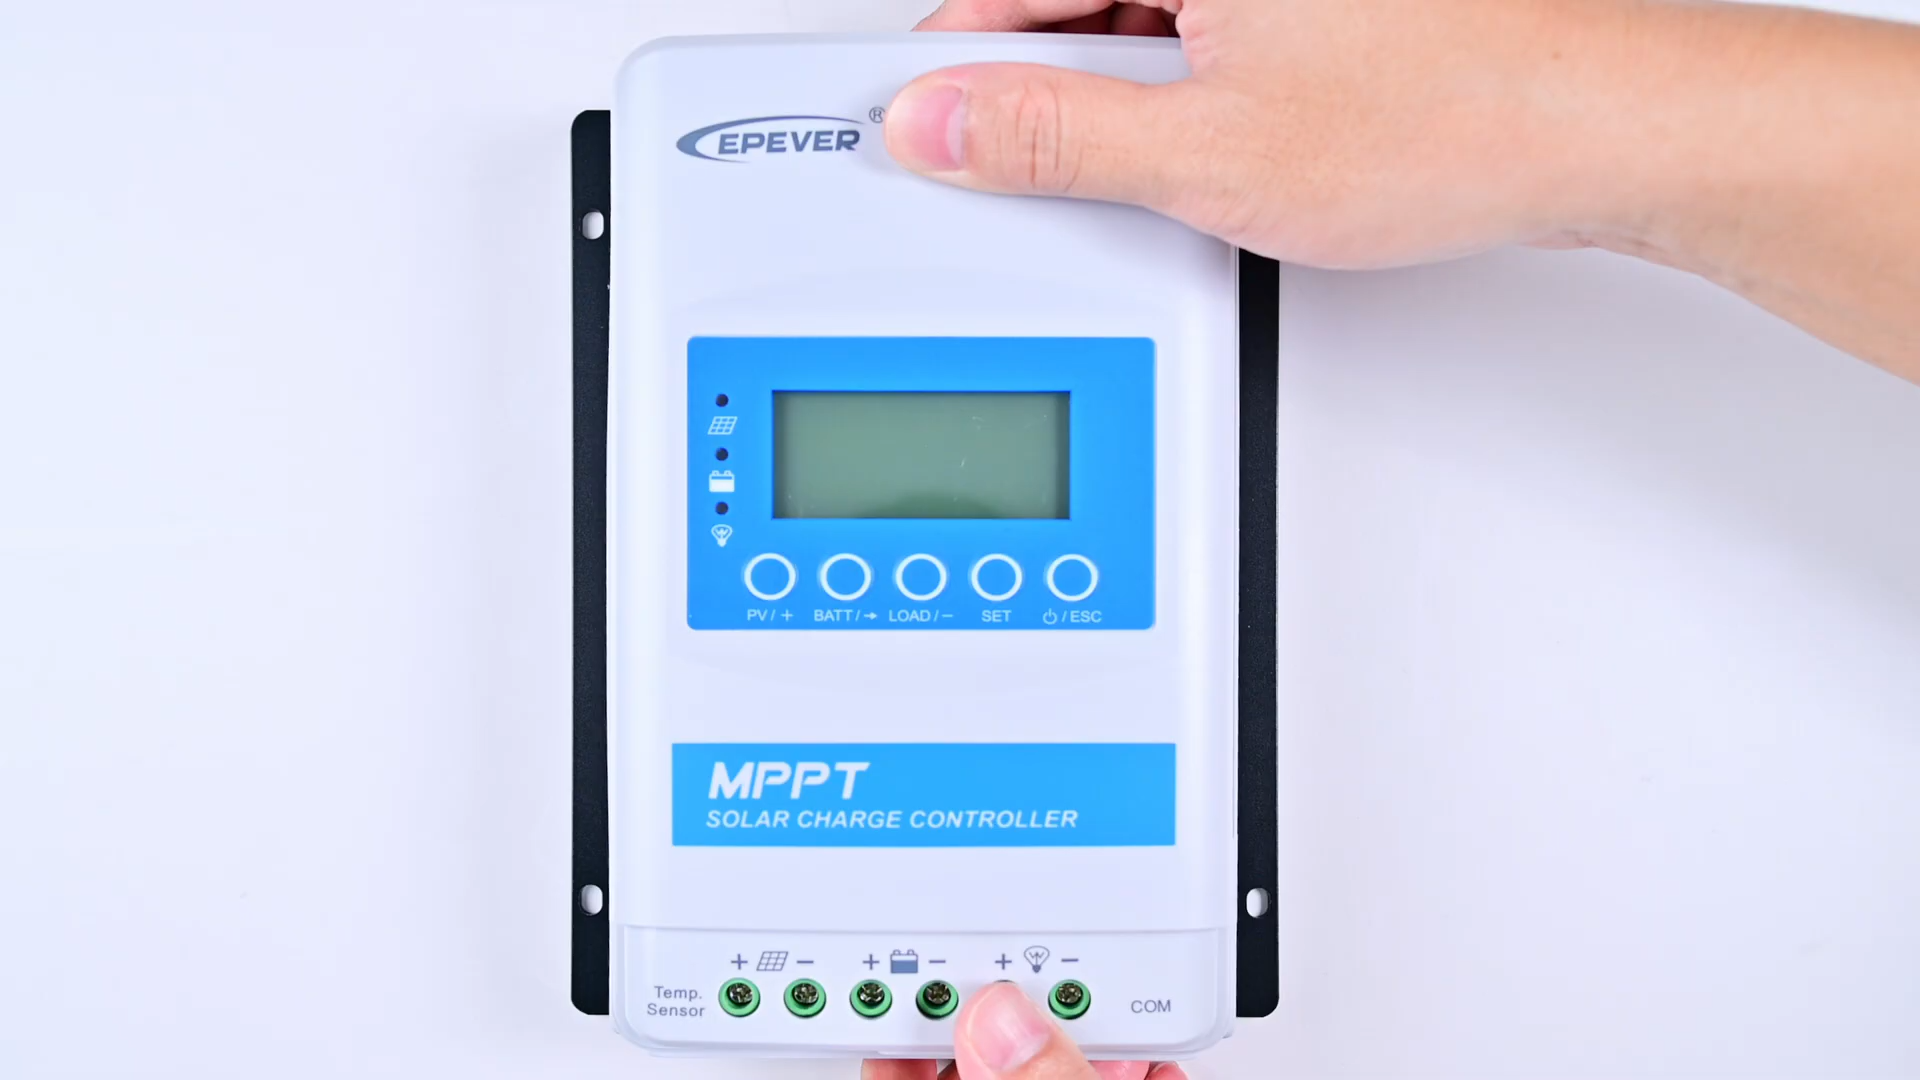 EPEVER®
PV / + BATT / → LOAD / − SET ⏻ / ESC
MPPT
SOLAR CHARGE CONTROLLER
+ − + − + −
Temp.
Sensor
COM